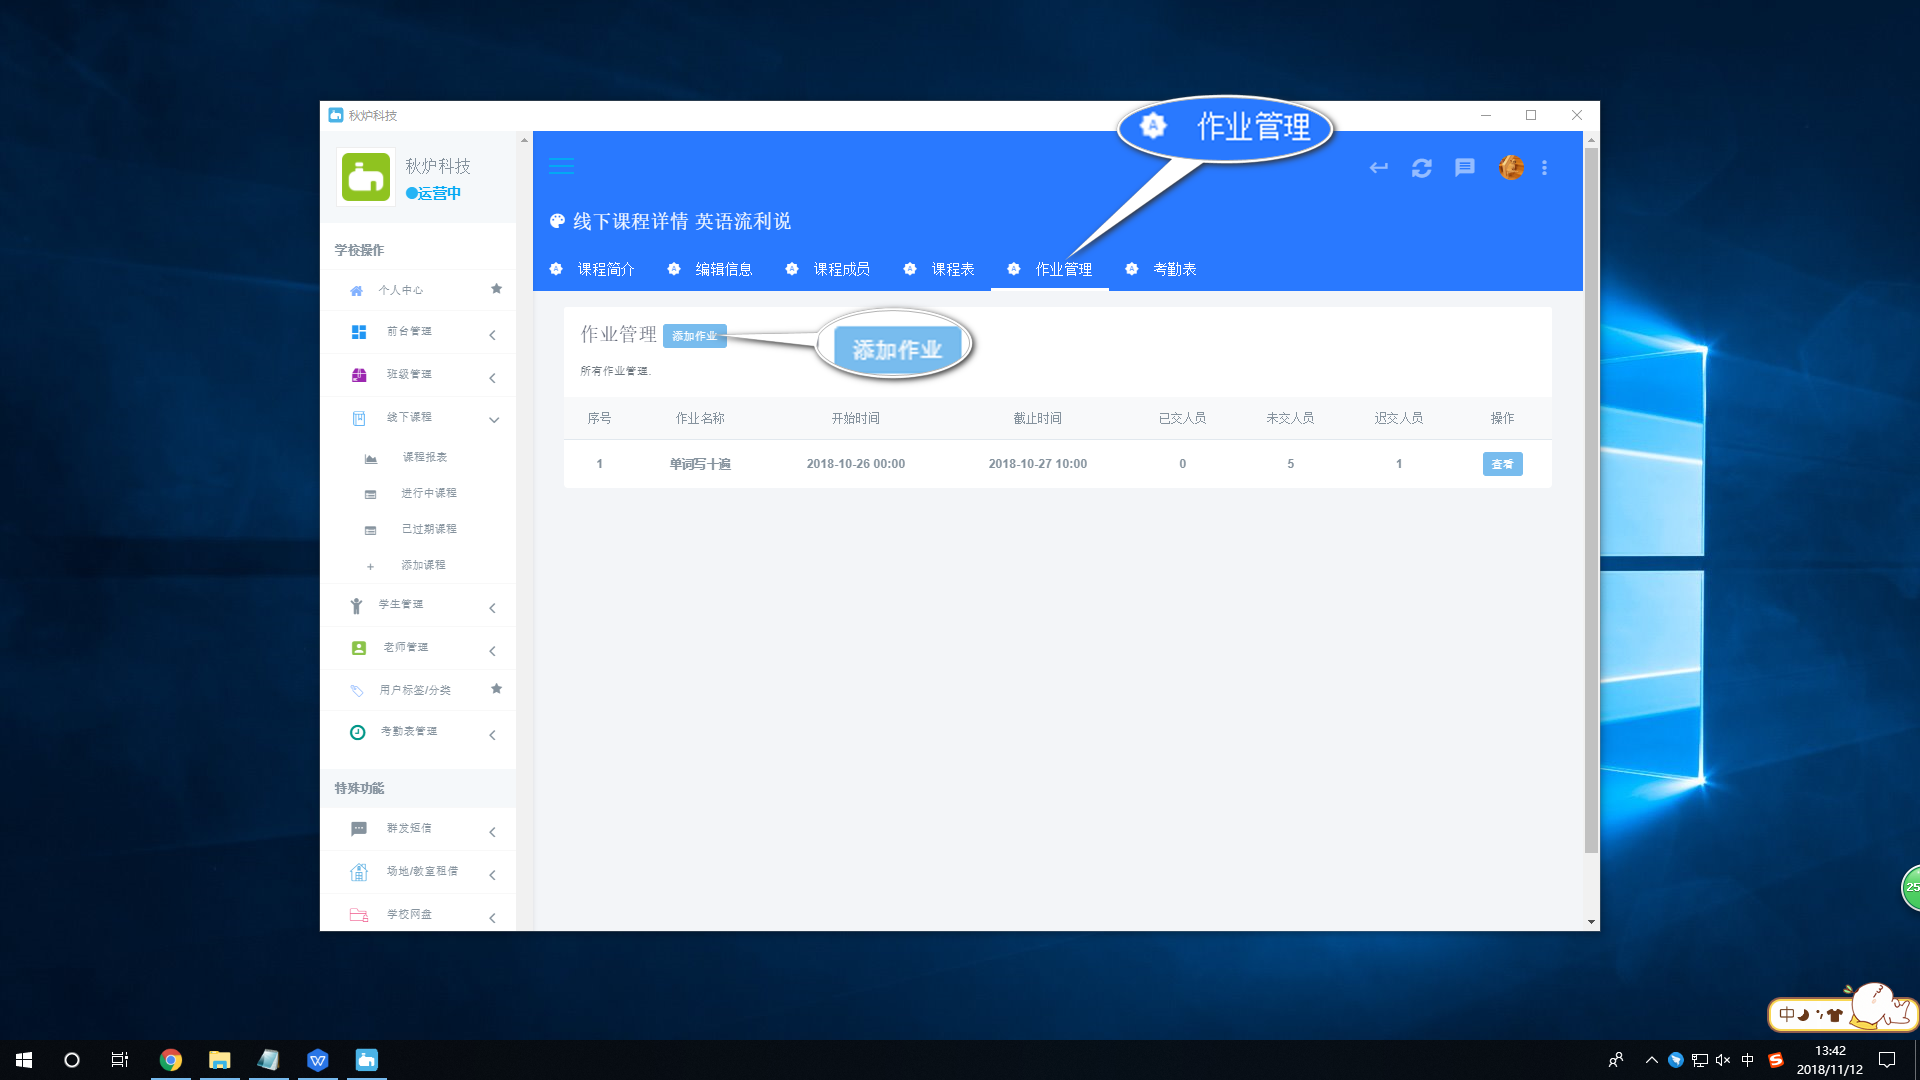 秋炉科技
作业管理
秋炉科技
运营中
线下课程详情 英语流利说
课程简介
编辑信息
课程成员
课程表
作业管理
考勤表
学校操作
个人中心
前台管理
班级管理
线下课程
课程报表
进行中课程
已过期课程
添加课程
学生管理
老师管理
用户标签/分类
考勤表管理
特殊功能
群发短信
场地/教室租借
学校网盘
作业管理 添加作业
添加作业
所有作业管理.
序号 作业名称 开始时间 截止时间 已交人员 未交人员 迟交人员 操作
1 单词写十遍 2018-10-26 00:00 2018-10-27 10:00 0 5 1 查看
25
中
中
13:42
2018/11/12